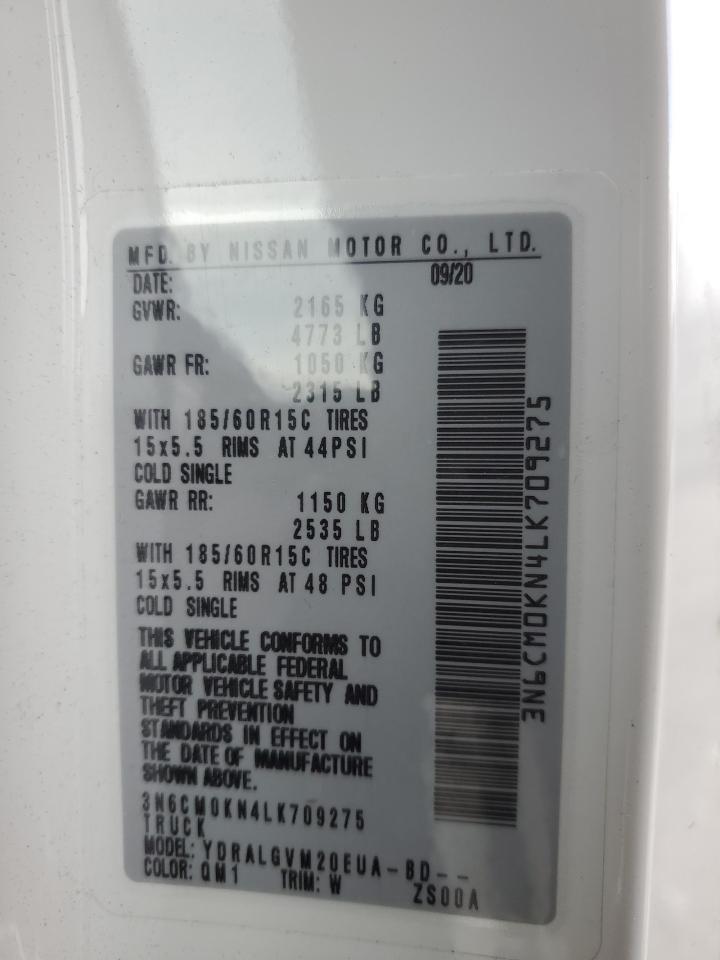 MFD. BY NISSAN MOTOR CO., LTD.
DATE: 09/20
GVWR: 2165 KG
4773 LB
GAWR FR: 1050 KG
2315 LB
WITH 185/60R15C TIRES
15x5.5 RIMS AT 44PSI
COLD SINGLE
GAWR RR: 1150 KG
2535 LB
WITH 185/60R15C TIRES
15x5.5 RIMS AT 48 PSI
COLD SINGLE
THIS VEHICLE CONFORMS TO
ALL APPLICABLE FEDERAL
MOTOR VEHICLE SAFETY AND
THEFT PREVENTION
STANDARDS IN EFFECT ON
THE DATE OF MANUFACTURE
SHOWN ABOVE.
3N6CM0KN4LK709275
TRUCK
MODEL: YDRALGVM20EUA-BD--
COLOR: QM1 TRIM: W ZS00A
3N6CM0KN4LK709275